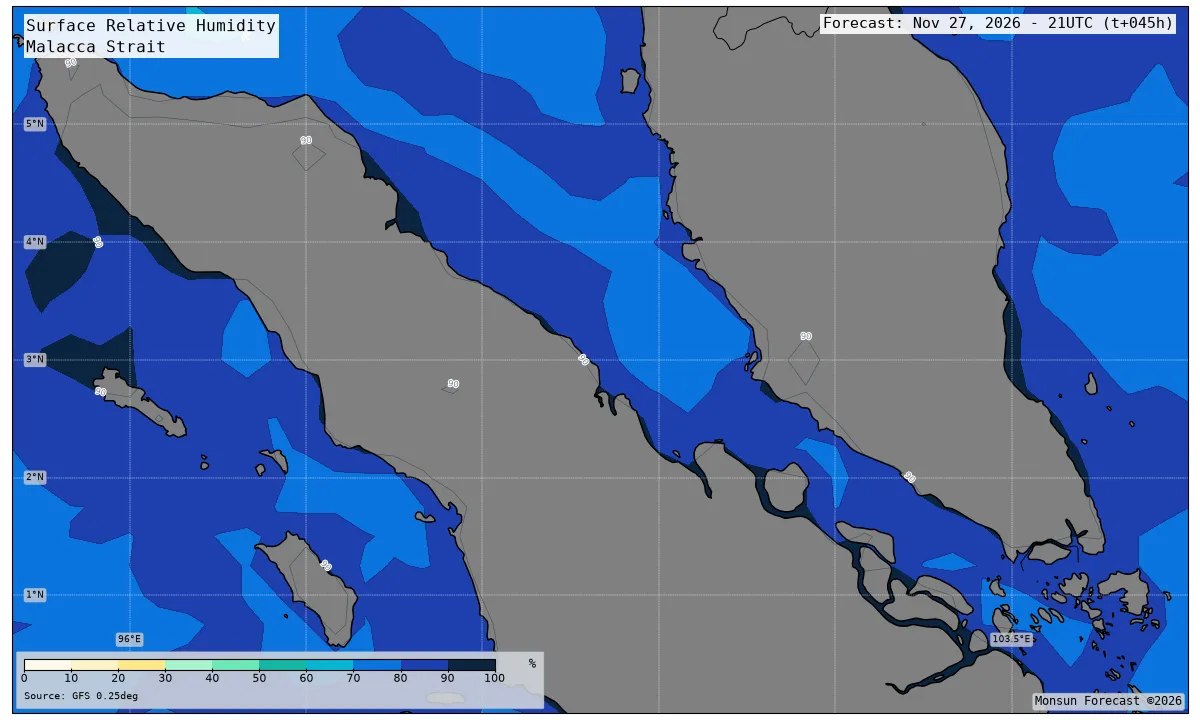 Surface Relative Humidity
Malacca Strait
Forecast: Nov 27, 2026 - 21UTC (t+045h)
90
90
5°N
4°N
90
90
3°N
90
90
90
2°N
90
90
1°N
96°E
103.5°E
%
0 10 20 30 40 50 60 70 80 90 100
Source: GFS 0.25deg
Monsun Forecast ©2026